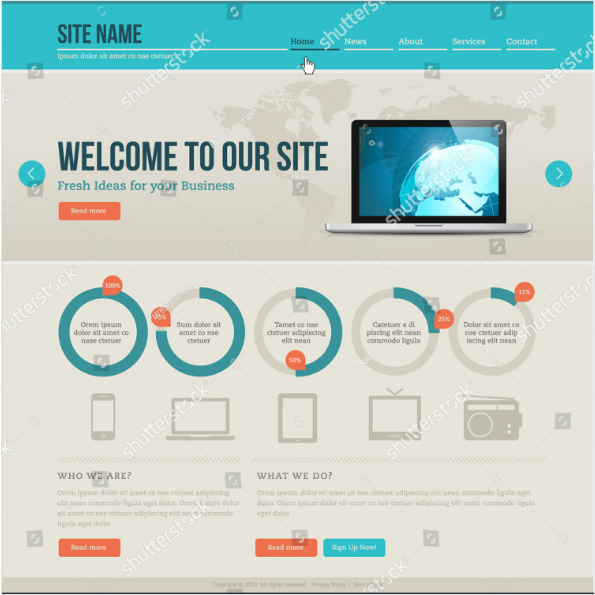 SITE NAME
Orem ipsum dolor sit amet co nse ctetuer
Home News About Services Contact
WELCOME TO OUR SITE
Fresh Ideas for your Business
Read more
100%
Orem ipsum
dolor sit amet co
nase ctetuer
75%
Sum dolor sit
amet co nse
ctetuer
Tamet co nse
ctetuer adipiscing
elit nean
50%
Catetuer a di
piscing elit nean
commodo ligula
25%
Dolor sit amet co
nse ctetuer adip
iscing elit nean
12%
WHO WE ARE?
Orem ipsum dolor sit amet co nse ctetuer adipiscing
elit nean commodo ligula eget dolor. Orem ipsum
dolor sit amet co nse ctetuer adipiscing elit nean commodo
ligula eget dolor
Read more
WHAT WE DO?
Orem ipsum dolor sit amet co nse ctetuer adipiscing elit nean commodo ligula eget
dolor. Orem ipsum dolor sit amet co nse ctetuer adipiscing elit nean
Read more
Sign Up Now!
Copyright © 2013. All rights reserved. Privacy Policy | Terms of
shutterstock